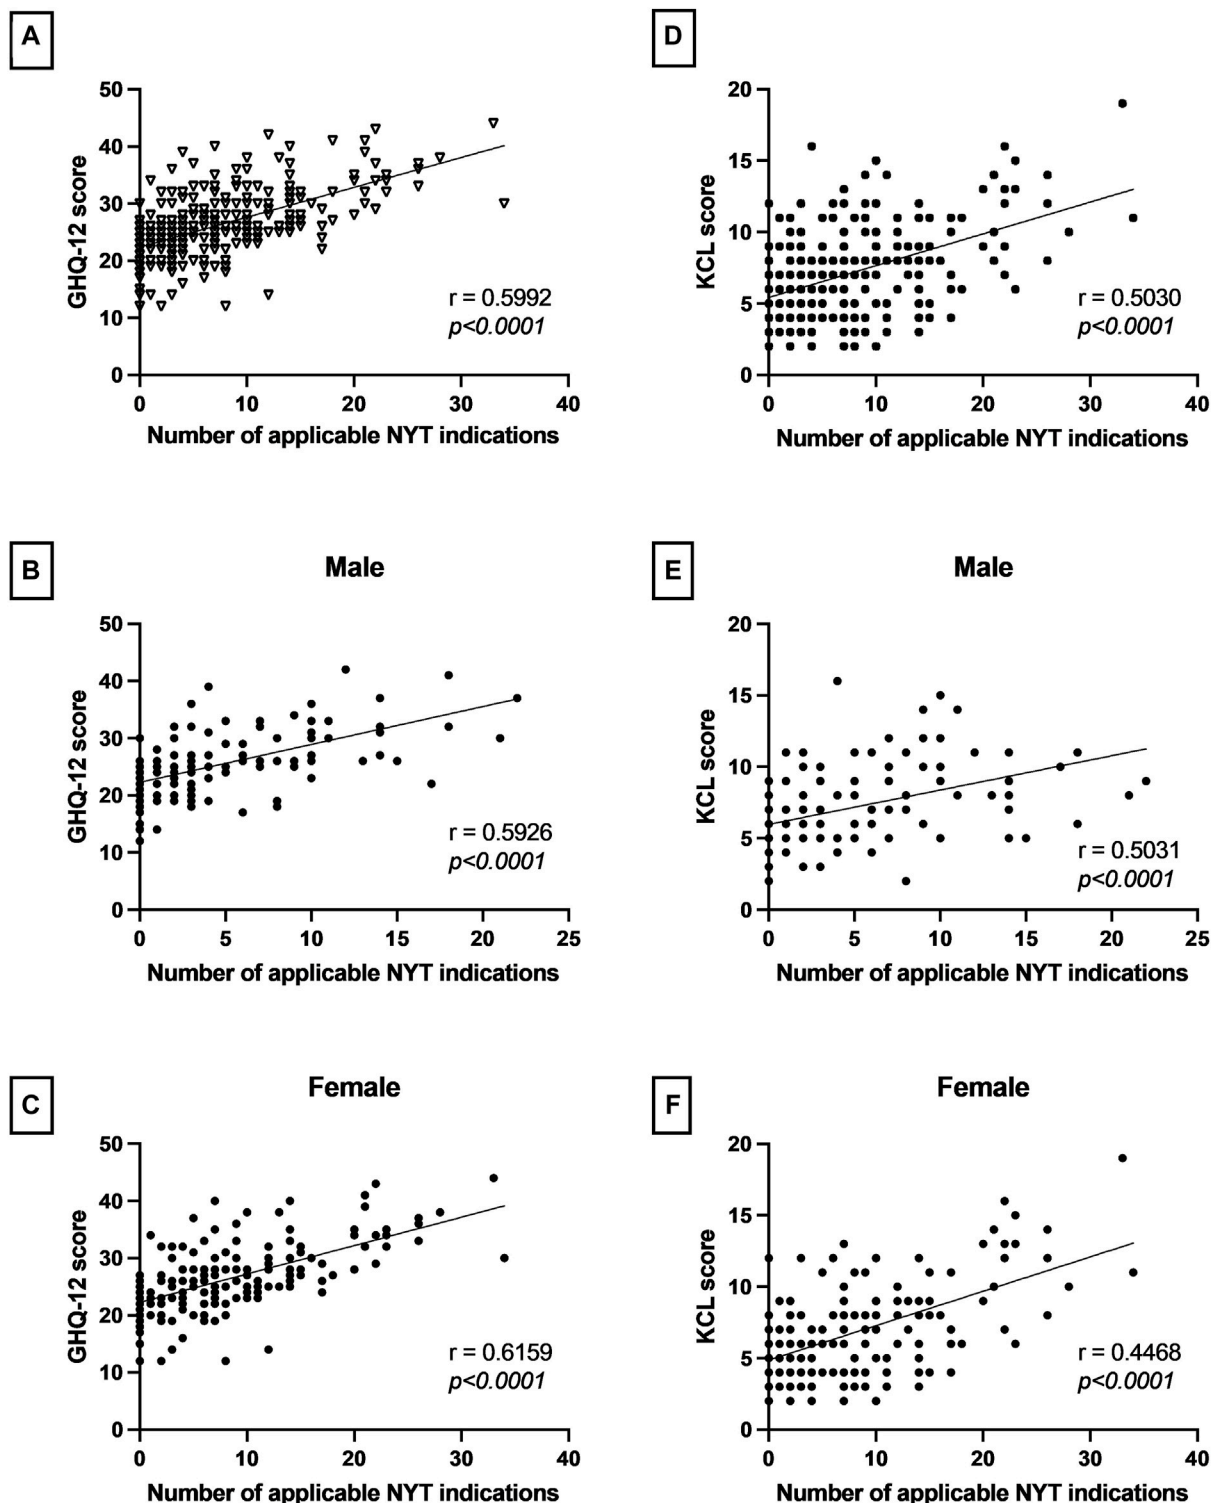 A
GHQ-12 score
50
40
30
20
10
0
r = 0.5992
p<0.0001
0 10 20 30 40
Number of applicable NYT indications
D
KCL score
20
15
10
5
0
r = 0.5030
p<0.0001
0 10 20 30 40
Number of applicable NYT indications
B
Male
GHQ-12 score
50
40
30
20
10
0
r = 0.5926
p<0.0001
0 5 10 15 20 25
Number of applicable NYT indications
E
Male
KCL score
20
15
10
5
0
r = 0.5031
p<0.0001
0 5 10 15 20 25
Number of applicable NYT indications
C
Female
GHQ-12 score
50
40
30
20
10
0
r = 0.6159
p<0.0001
0 10 20 30 40
Number of applicable NYT indications
F
Female
KCL score
20
15
10
5
0
r = 0.4468
p<0.0001
0 10 20 30 40
Number of applicable NYT indications